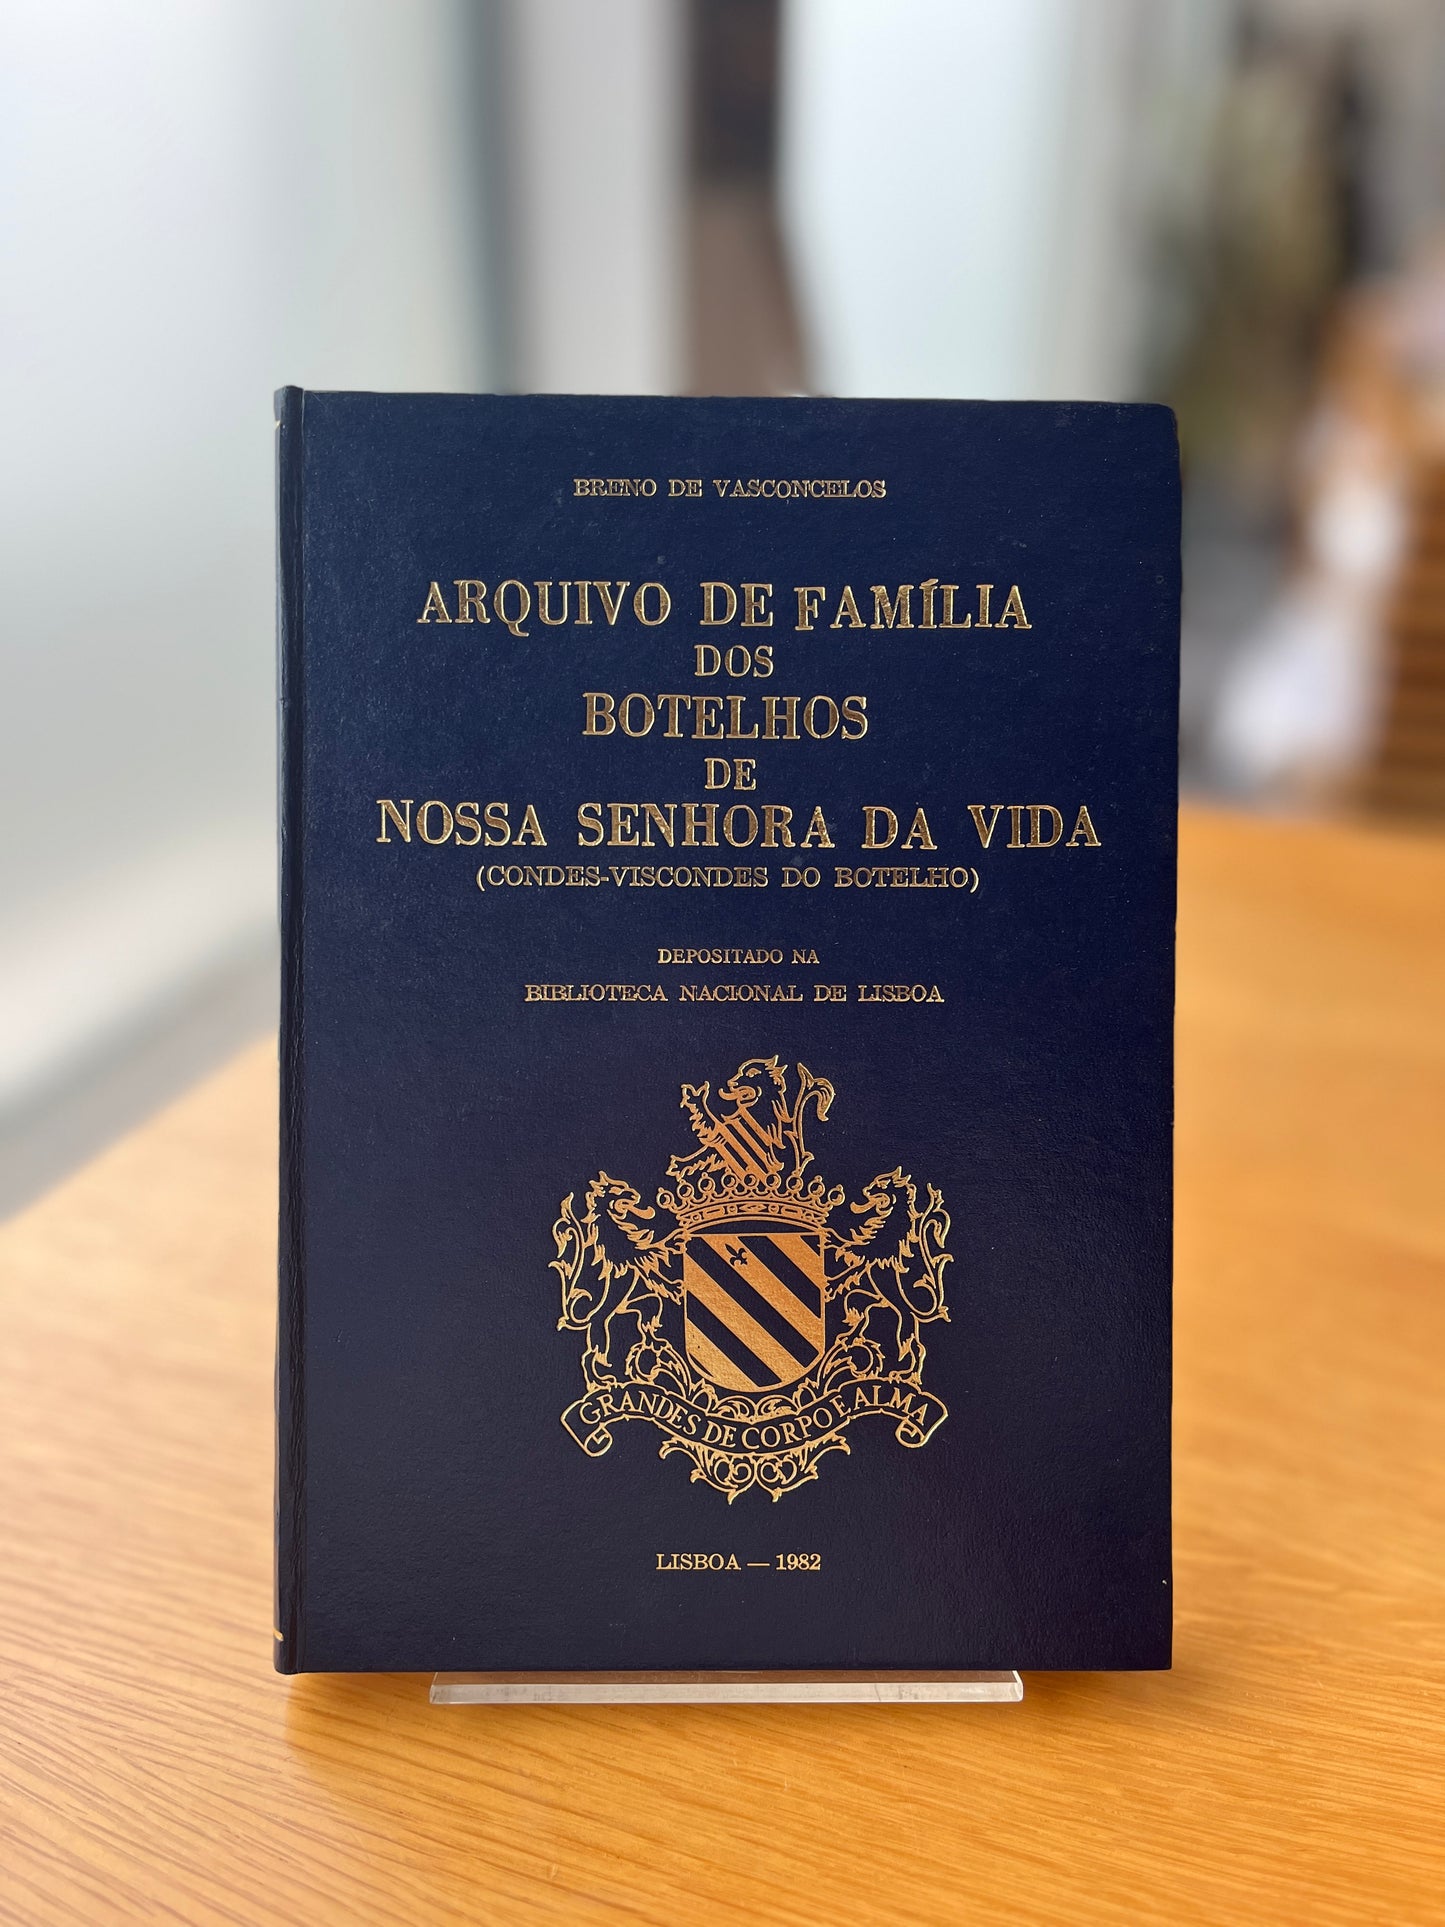 BRENO DE VASCONCELOS
ARQUIVO DE FAMÍLIA
DOS
BOTELHOS
DE
NOSSA SENHORA DA VIDA
(CONDES-VISCONDES DO BOTELHO)
DEPOSITADO NA
BIBLIOTECA NACIONAL DE LISBOA
GRANDES DE CORPO E ALMA
LISBOA — 1982